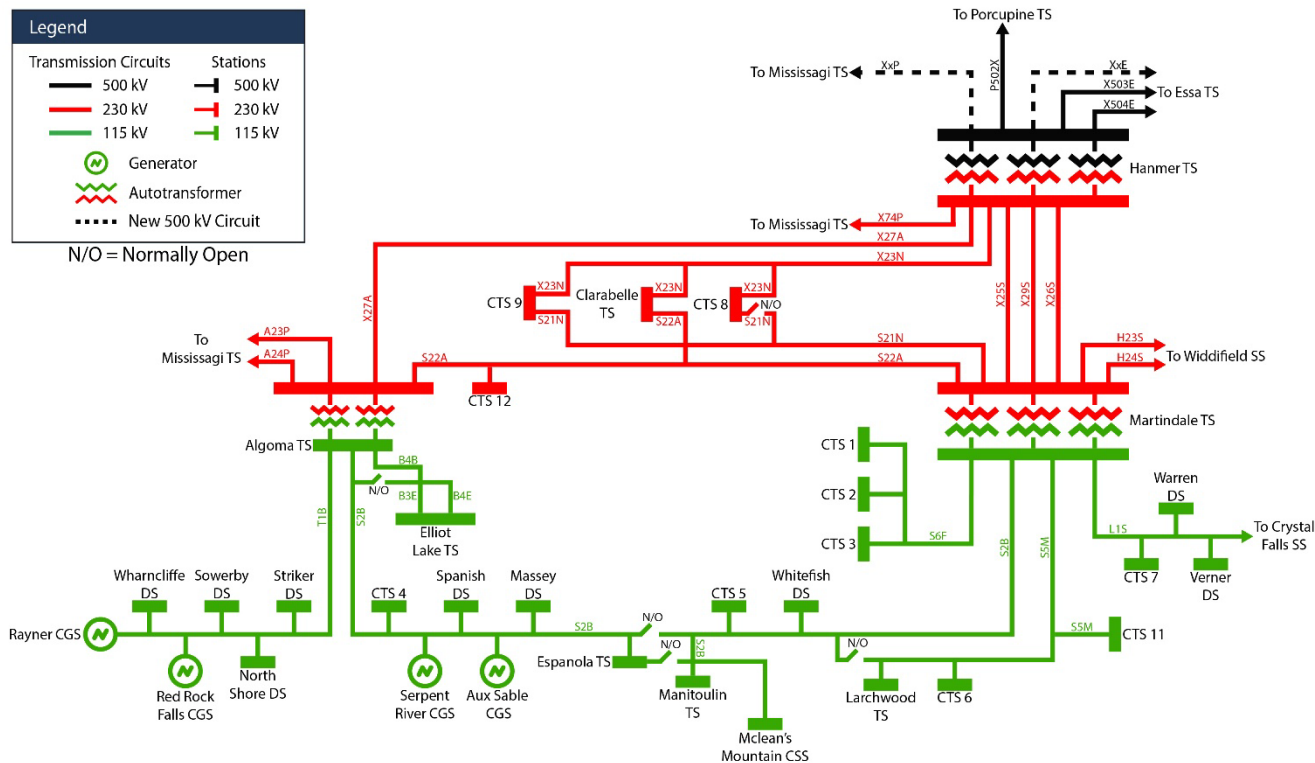 Legend
Transmission Circuits
Stations
500 kV
500 kV
230 kV
230 kV
115 kV
115 kV
Generator
Autotransformer
New 500 kV Circuit
N/O = Normally Open
To Porcupine TS
To Mississagi TS
XxP
P502X
XxE
X503E
To Essa TS
X504E
Hanmer TS
To Mississagi TS
X74P
X27A
X23N
X27A
X25S
X29S
X26S
CTS 9
X23N
S21N
Clarabelle
TS
X23N
S22A
CTS 8
X23N
N/O
S21N
S21N
S22A
S22A
H23S
H24S
To Widdifield SS
To
Mississagi TS
A23P
A24P
CTS 12
Algoma TS
Martindale TS
B4B
N/O
B3E
B4E
Elliot
Lake TS
T1B
S2B
CTS 1
CTS 2
CTS 3
S6F
S2B
S5M
L1S
Warren
DS
To Crystal
Falls SS
CTS 7
Verner
DS
Wharncliffe
DS
Sowerby
DS
Striker
DS
Rayner CGS
Red Rock
Falls CGS
North
Shore DS
CTS 4
Spanish
DS
Massey
DS
S2B
Serpent
River CGS
Aux Sable
CGS
Espanola TS
N/O
N/O
S2B
Manitoulin
TS
Mclean's
Mountain CSS
CTS 5
Whitefish
DS
N/O
Larchwood
TS
CTS 6
S5M
CTS 11